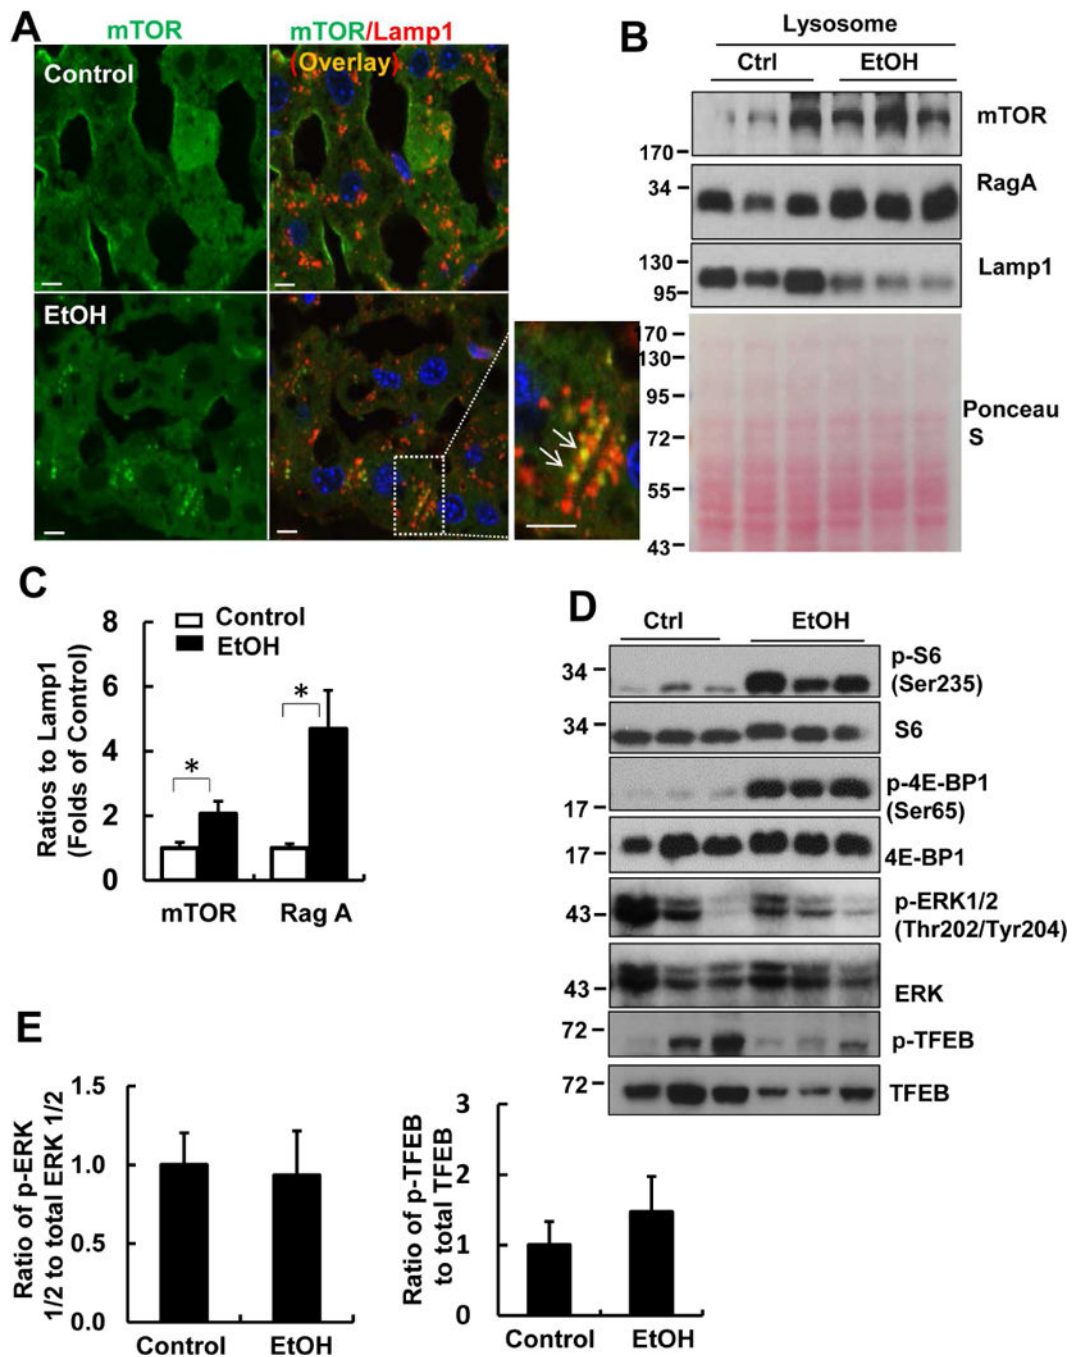 A
mTOR
mTOR/Lamp1
(Overlay)
Control
EtOH
B
Lysosome
Ctrl
EtOH
mTOR
170
34
RagA
130
95
Lamp1
170
130
95
72
55
43
Ponceau
S
C
Ratios to Lamp1
(Folds of Control)
8
6
4
2
0
Control
EtOH
*
*
mTOR
Rag A
D
Ctrl
EtOH
34
p-S6
(Ser235)
34
S6
17
p-4E-BP1
(Ser65)
17
4E-BP1
43
p-ERK1/2
(Thr202/Tyr204)
43
ERK
72
p-TFEB
72
TFEB
E
Ratio of p-ERK
1/2 to total ERK 1/2
1.5
1.0
0.5
0.0
Control
EtOH
Ratio of p-TFEB
to total TFEB
3
2
1
0
Control
EtOH